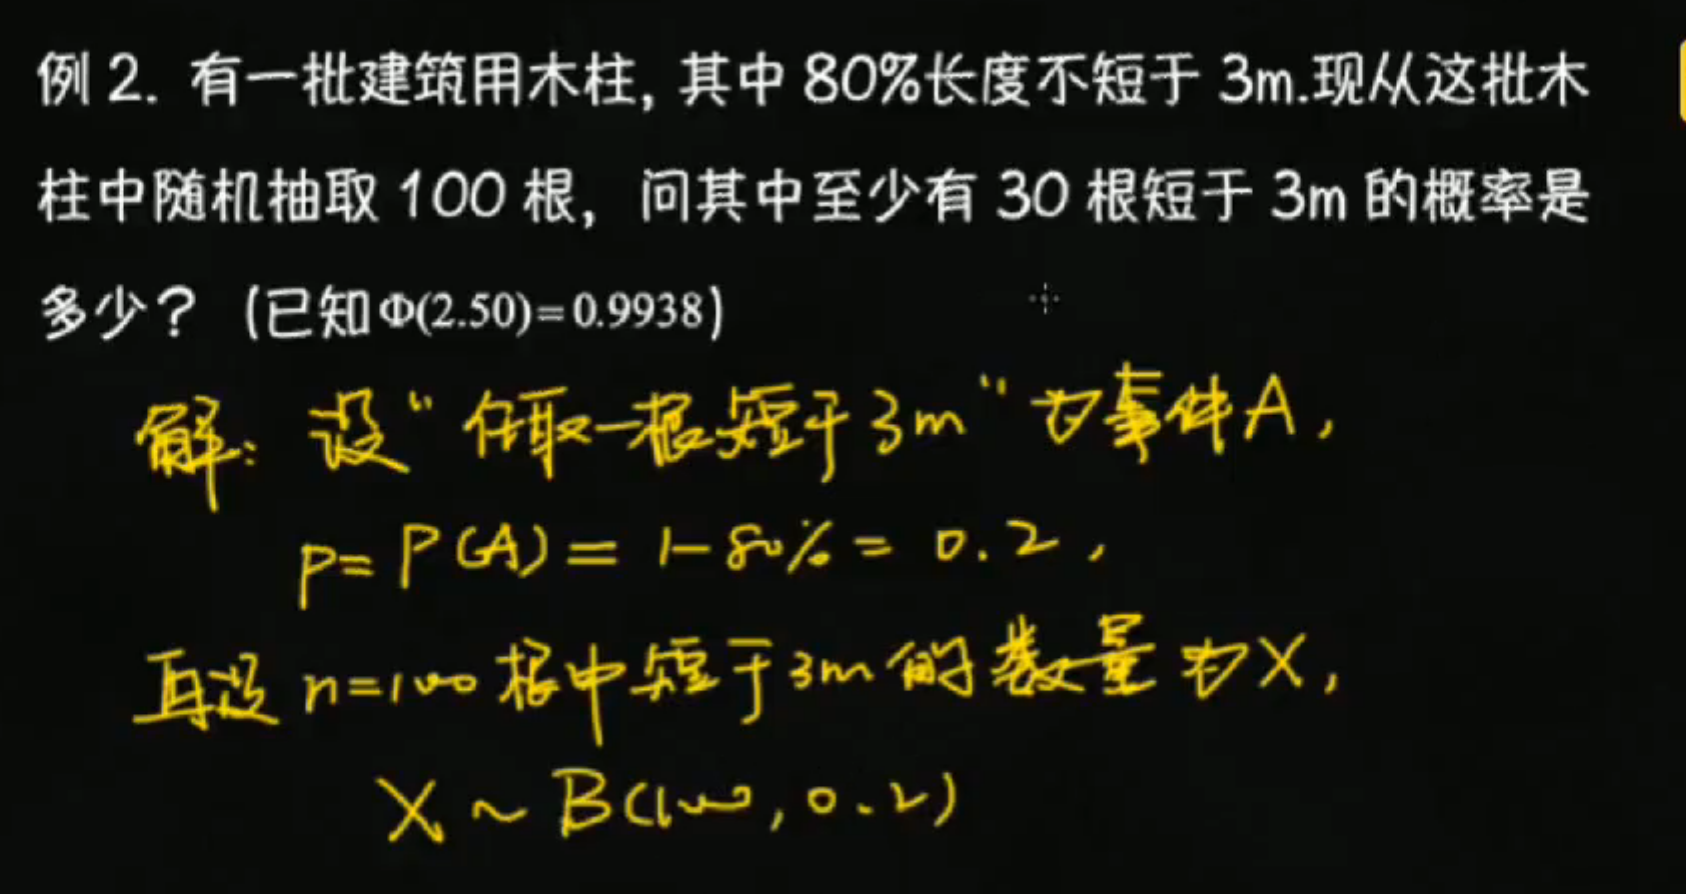 例 2. 有一批建筑用木柱, 其中 80%长度不短于 3m.现从这批木
柱中随机抽取 100 根, 问其中至少有 30 根短于 3m 的概率是
多少? (已知Φ(2.50)=0.9938)
解: 设“任取一根短于3m”为事件A,
P= P(A) = 1-80% = 0.2,
再设 n=100 根中短于3m的数量为X,
X ~ B(100, 0.2)